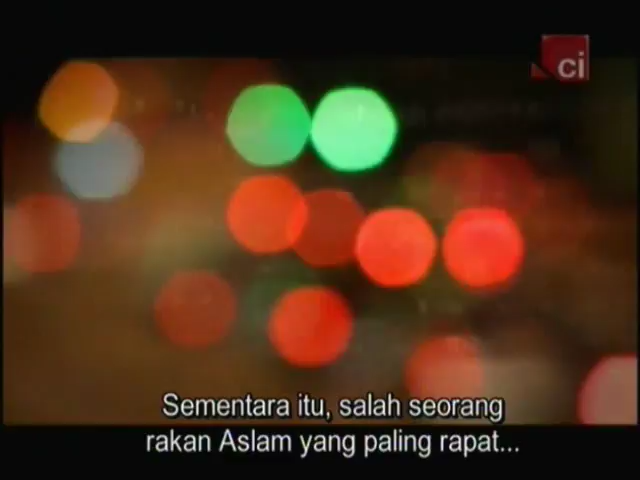 ci
Sementara itu, salah seorang
rakan Aslam yang paling rapat...